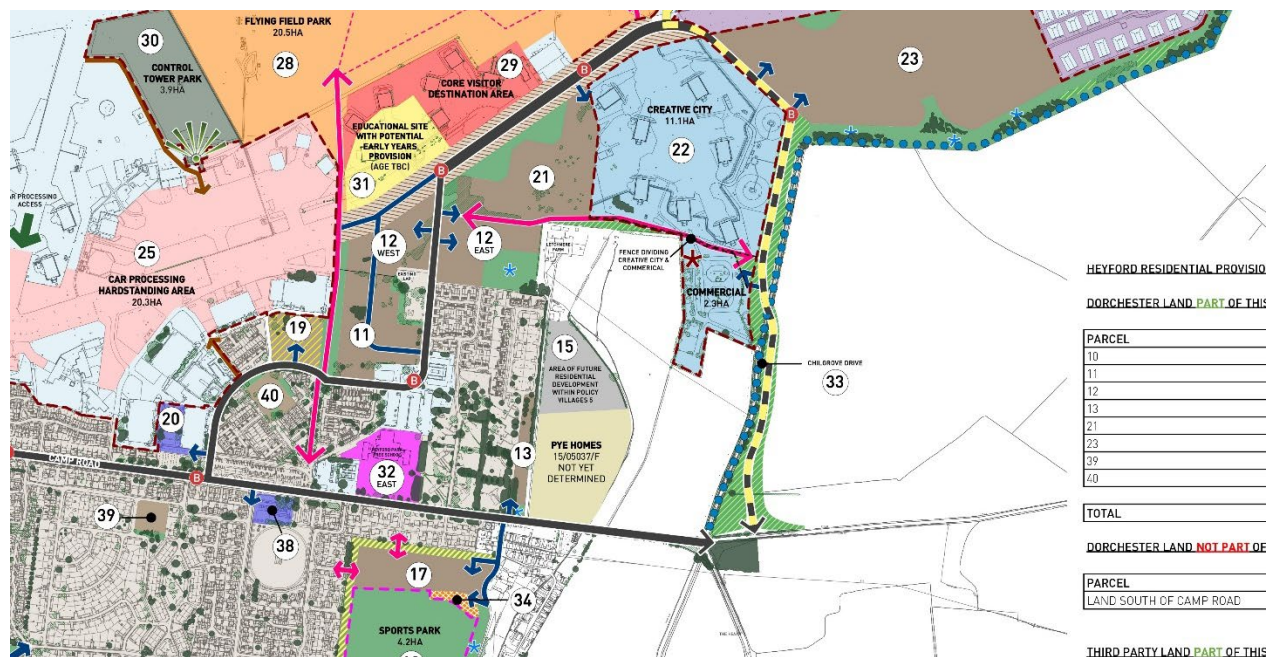 30
CONTROL
TOWER PARK
3.9HA
FLYING FIELD PARK
20.5HA
28
29
CORE VISITOR
DESTINATION AREA
B
23
CREATIVE CITY
11.1HA
22
B
EDUCATIONAL SITE
WITH POTENTIAL
EARLY YEARS
PROVISION
(AGE TBC)
31
B
21
CAR PROCESSING
ACCESS
25
CAR PROCESSING
HARDSTANDING AREA
20.3HA
12
WEST
12
EAST
FENCE DIVIDING
CREATIVE CITY &
COMMERICAL
COMMERCIAL
2.3HA
19
11
15
AREA OF FUTURE
RESIDENTIAL
DEVELOPMENT
WITHIN POLICY
VILLAGES 5
CHILGROVE DRIVE
33
40
B
20
PYE HOMES
15/05037/F
NOT YET
DETERMINED
13
32
EAST
CAMP ROAD
B
39
38
17
34
SPORTS PARK
4.2HA
HEYFORD RESIDENTIAL PROVISIO
DORCHESTER LAND PART OF THIS
PARCEL
10
11
12
13
21
23
39
40
TOTAL
DORCHESTER LAND NOT PART OF
PARCEL
LAND SOUTH OF CAMP ROAD
THIRD PARTY LAND PART OF THIS